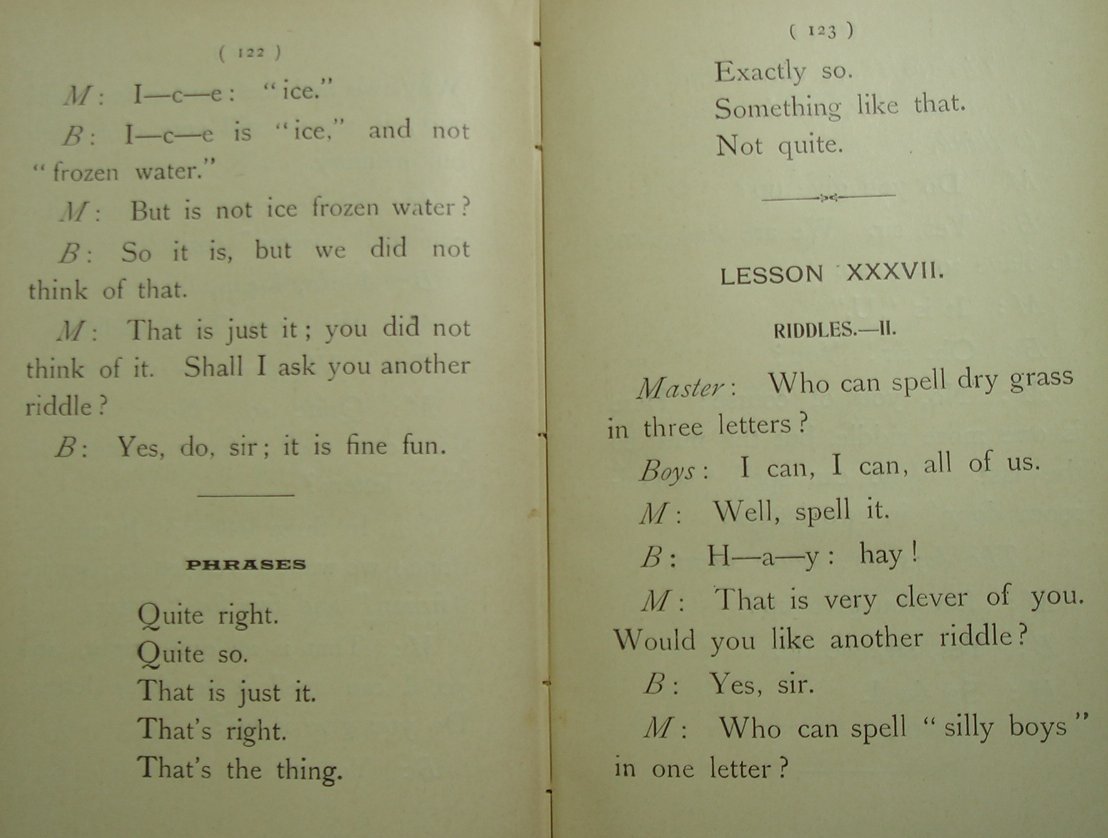 ( 122 )
M: I—c—e: "ice."
B: I—c—e is "ice," and not
"frozen water."
M: But is not ice frozen water?
B: So it is, but we did not
think of that.
M: That is just it; you did not
think of it. Shall I ask you another
riddle?
B: Yes, do, sir; it is fine fun.
PHRASES
Quite right.
Quite so.
That is just it.
That's right.
That's the thing.
( 123 )
Exactly so.
Something like that.
Not quite.
LESSON XXXVII.
RIDDLES.—II.
Master: Who can spell dry grass
in three letters?
Boys: I can, I can, all of us.
M: Well, spell it.
B: H—a—y: hay!
M: That is very clever of you.
Would you like another riddle?
B: Yes, sir.
M: Who can spell "silly boys"
in one letter?